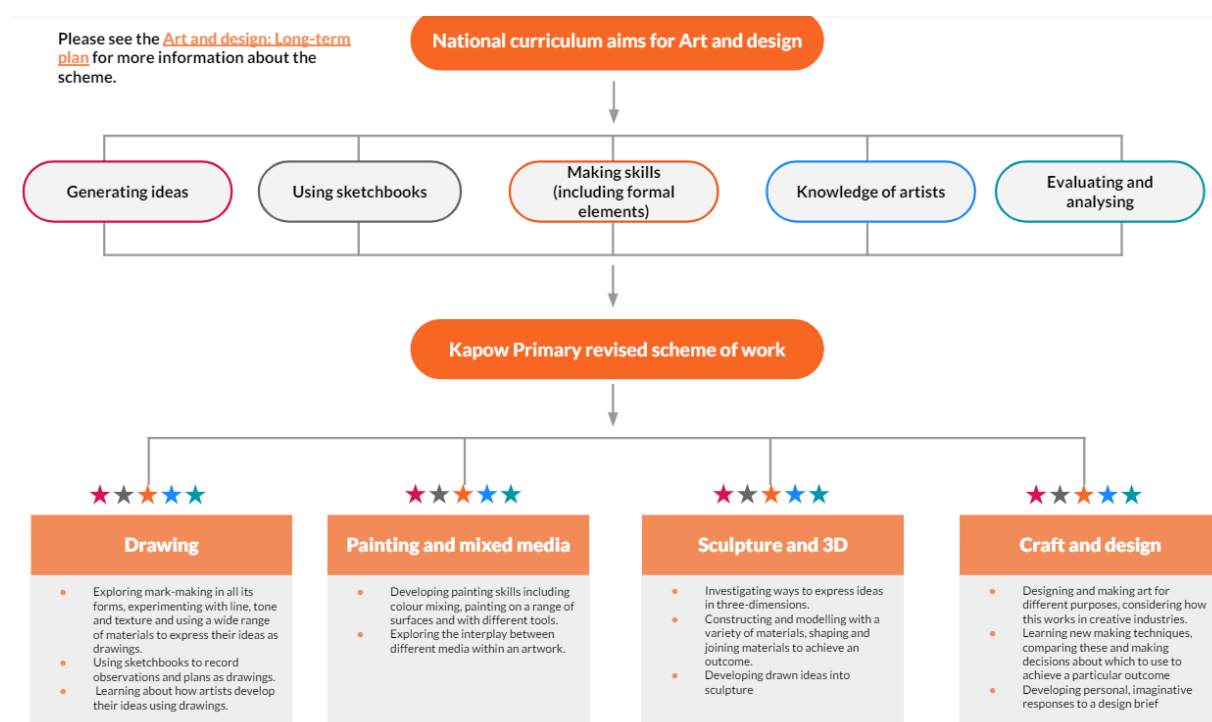 Please see the Art and design: Long-term
plan for more information about the
scheme.
National curriculum aims for Art and design
Generating ideas
Using sketchbooks
Making skills
(including formal
elements)
Knowledge of artists
Evaluating and
analysing
Kapow Primary revised scheme of work
Drawing
• Exploring mark-making in all its
forms, experimenting with line, tone
and texture and using a wide range
of materials to express their ideas as
drawings.
• Using sketchbooks to record
observations and plans as drawings.
• Learning about how artists develop
their ideas using drawings.
Painting and mixed media
• Developing painting skills including
colour mixing, painting on a range of
surfaces and with different tools.
• Exploring the interplay between
different media within an artwork.
Sculpture and 3D
• Investigating ways to express ideas
in three-dimensions.
• Constructing and modelling with a
variety of materials, shaping and
joining materials to achieve an
outcome.
• Developing drawn ideas into
sculpture
Craft and design
• Designing and making art for
different purposes, considering how
this works in creative industries.
• Learning new making techniques,
comparing these and making
decisions about which to use to
achieve a particular outcome
• Developing personal, imaginative
responses to a design brief